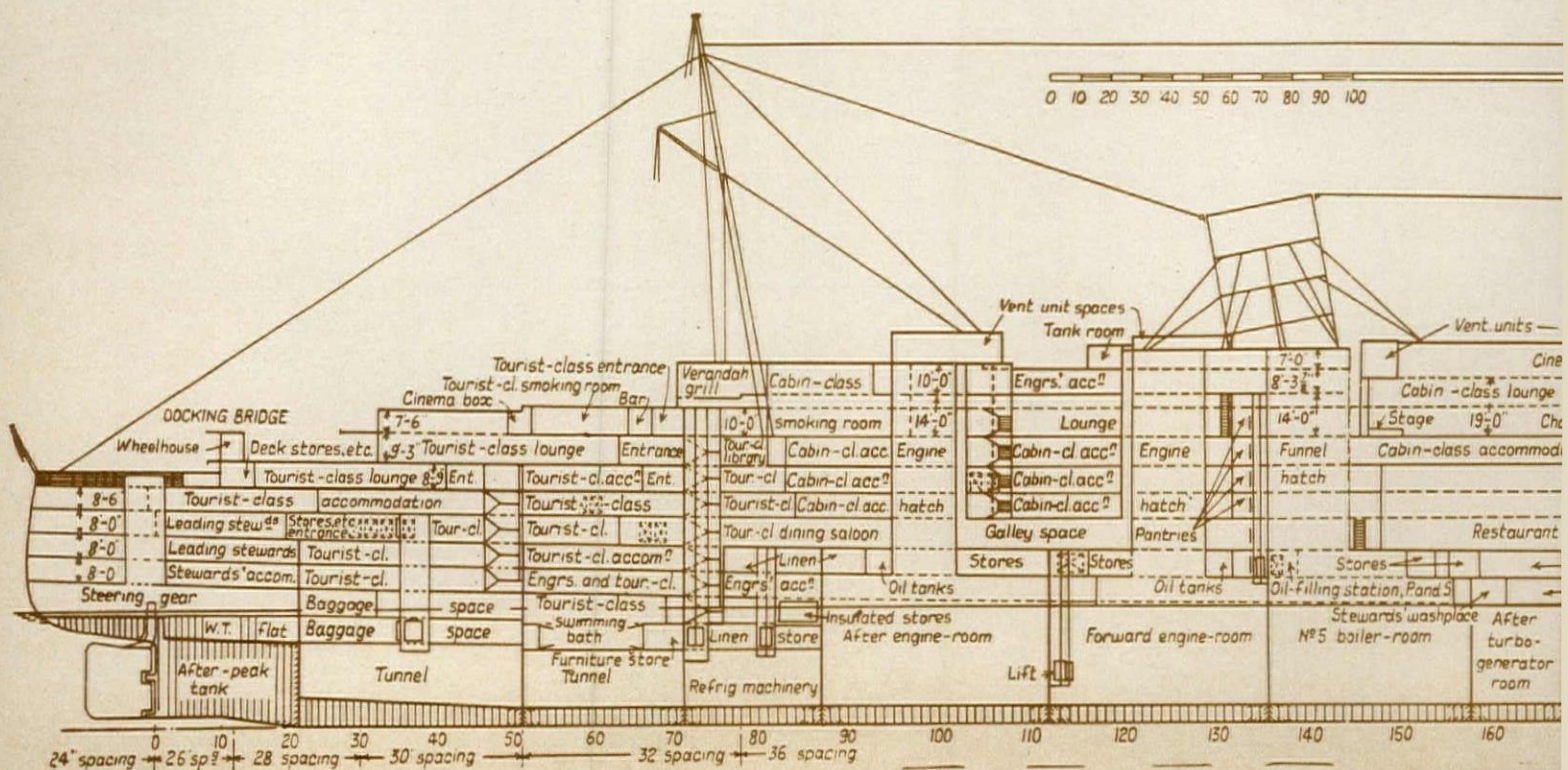 0 10 20 30 40 50 60 70 80 90 100
Vent unit spaces
Tank room
Vent. units
Tourist-class entrance
Tourist-cl. smoking room
Cinema box
Bar
Verandah grill
Cabin-class
10'-0"
Engrs.' acc.n
7'-0"
8'-3
Cine
Cabin-class lounge
DOCKING BRIDGE
7'-6
10'-0"
smoking room
14'-0"
Lounge
14'-0"
Stage
19'-0"
Wheelhouse
Deck stores, etc.
9'-3"
Tourist-class lounge
Entrance
Tour-cl library
Cabin-cl. acc
Engine
Cabin-cl acc.n
Engine
Funnel
Cabin-class accommod
Tourist-class lounge
8'-9
Ent.
Tourist-cl. acc.n
Ent.
Tour.-cl
Cabin-cl acc.n
Cabin-cl. acc.n
hatch
8'-6
Tourist-class
accommodation
Tourist-class
Tourist-cl
Cabin-cl. acc
hatch
Cabin-cl. acc.n
hatch
8'-0"
Leading stewds
Stores, etc entrance
Tour-cl.
Tourist-cl.
Tour-cl dining saloon
Galley space
Pantries
Restaurant
8'-0"
Leading stewards
Tourist-cl.
Tourist-cl. accom.n
Linen
Stores
Stores
Stores
8'-0
Stewards' accom.
Tourist-cl.
Engrs. and tour.-cl.
Engrs' acc.n
Oil tanks
Oil tanks
Oil-filling station, P and S
Steering gear
Baggage
space
Tourist-class
Insulated stores
Stewards' washplace
W.T. flat
Baggage
space
swimming bath
Linen
store
After engine-room
Forward engine-room
No 5 boiler-room
After turbo-generator room
After-peak tank
Tunnel
Furniture store
Tunnel
Refrig machinery
Lift
0 10 20 30 40 50 60 70 80 90 100 110 120 130 140 150 160
24" spacing
26 spg
28 spacing
30 spacing
32 spacing
36 spacing